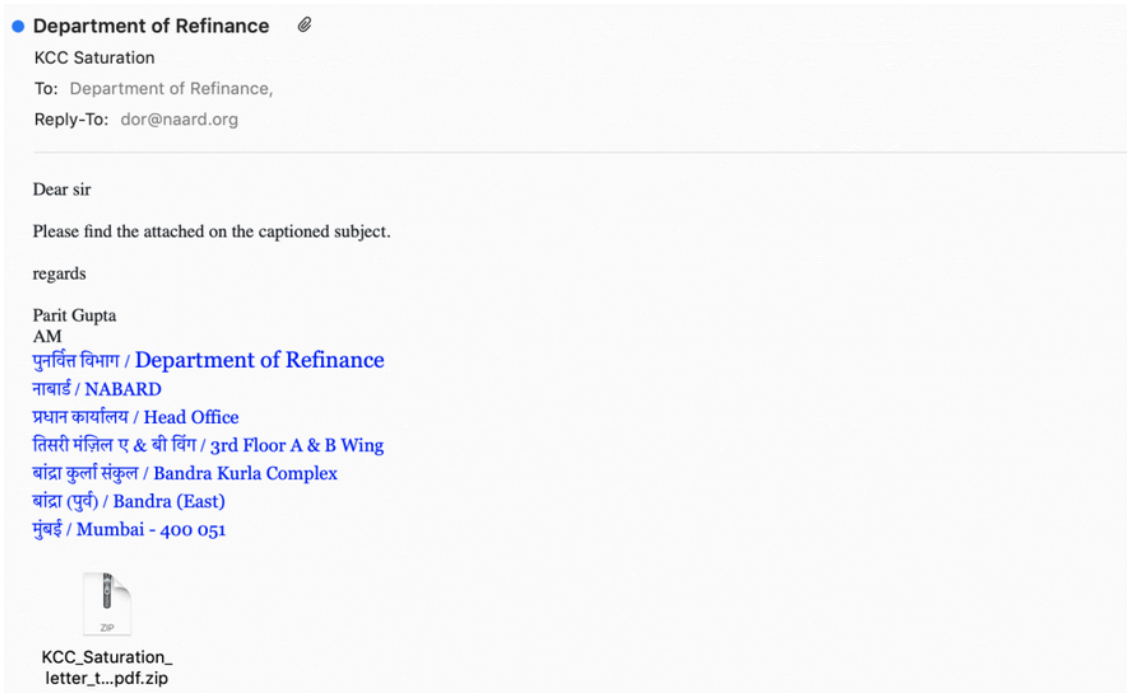 Department of Refinance
KCC Saturation
To: Department of Refinance,
Reply-To: dor@naard.org
Dear sir
Please find the attached on the captioned subject.
regards
Parit Gupta
AM
पुनर्वित्त विभाग / Department of Refinance
नाबार्ड / NABARD
प्रधान कार्यालय / Head Office
तिसरी मंज़िल ए & बी विंग / 3rd Floor A & B Wing
बांद्रा कुर्ला संकुल / Bandra Kurla Complex
बांद्रा (पुर्व) / Bandra (East)
मुंबई / Mumbai - 400 051
ZIP
KCC_Saturation_
letter_t...pdf.zip